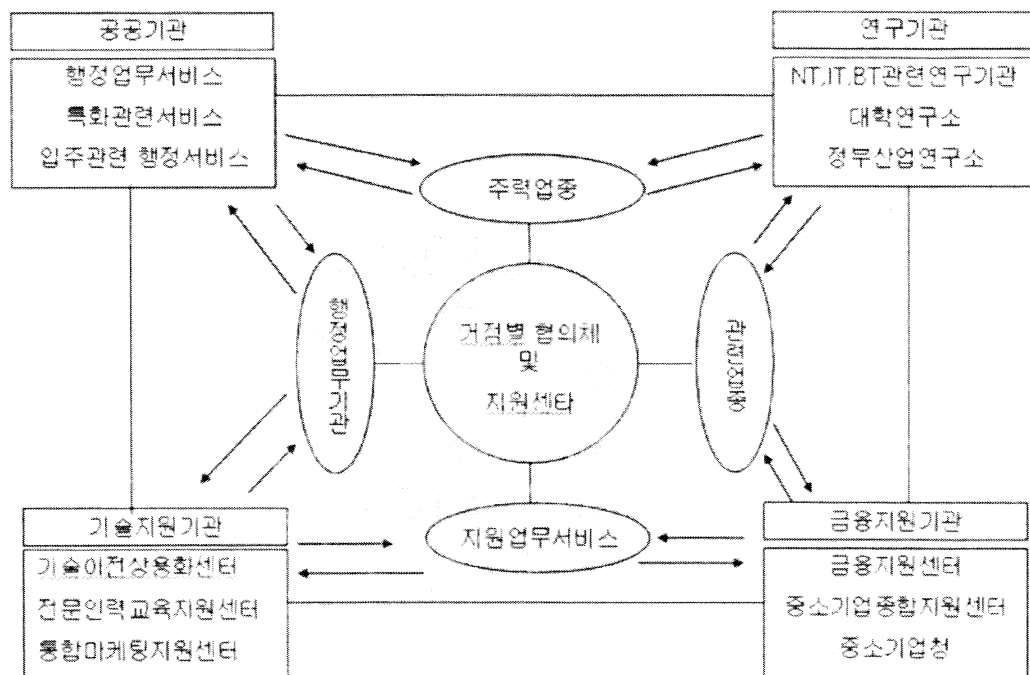 공공기관
행정업무서비스
특화관련서비스
입주관련 행정서비스
연구기관
NT,IT,BT관련연구기관
대학연구소
정부산업연구소
주력업종
행정업무기관
거점별 협의체
및
지원센타
관련업종
지원업무서비스
기술지원기관
기술이전상용화센터
전문인력교육지원센터
통합마케팅지원센터
금융지원기관
금융지원센터
중소기업종합지원센터
중소기업청